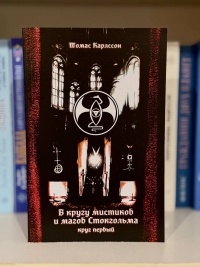 Томас Карлссон
В кругу мистиков
и магов Стокгольма
круг первый